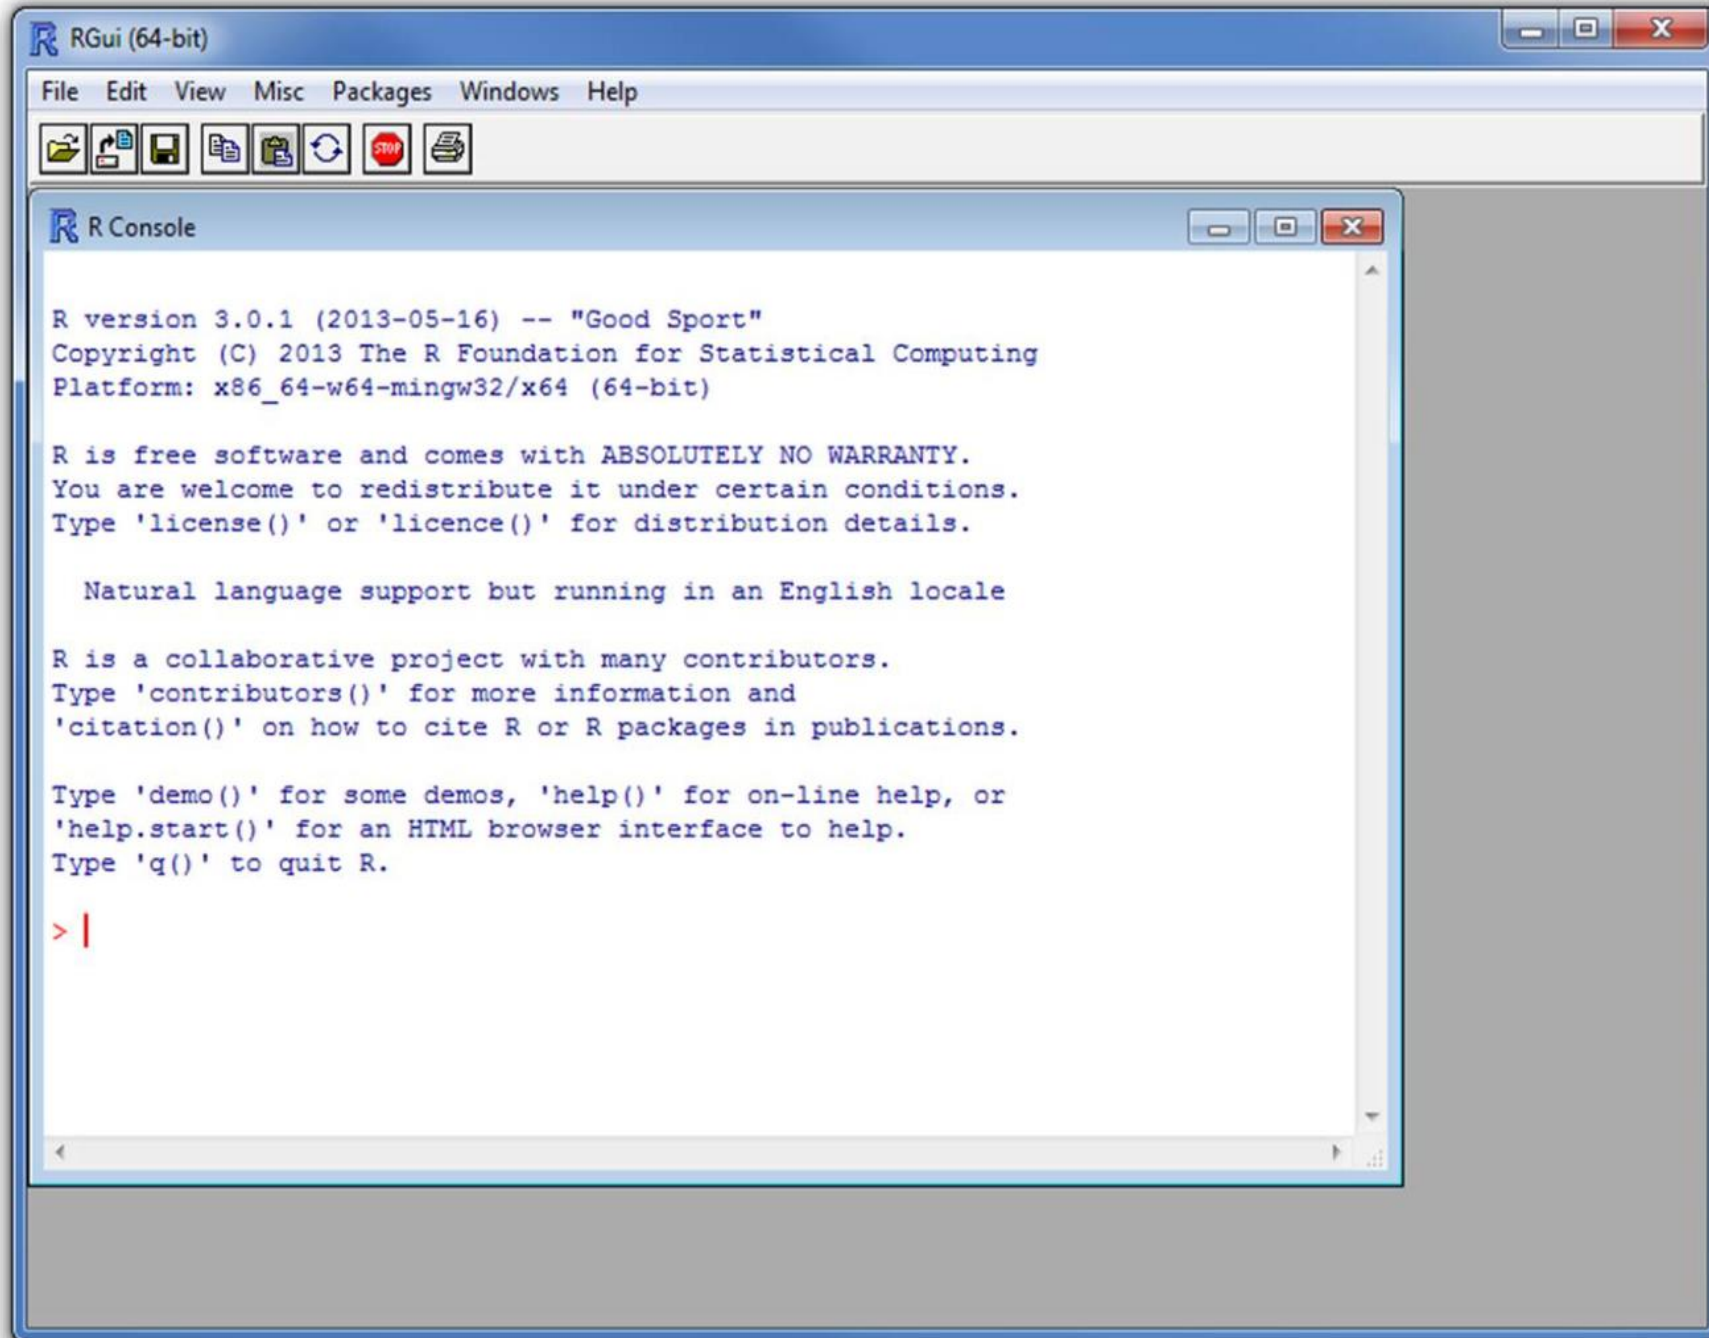 RGui (64-bit)
File Edit View Misc Packages Windows Help
STOP
R Console
R version 3.0.1 (2013-05-16) -- "Good Sport"
Copyright (C) 2013 The R Foundation for Statistical Computing
Platform: x86_64-w64-mingw32/x64 (64-bit)
R is free software and comes with ABSOLUTELY NO WARRANTY.
You are welcome to redistribute it under certain conditions.
Type 'license()' or 'licence()' for distribution details.
Natural language support but running in an English locale
R is a collaborative project with many contributors.
Type 'contributors()' for more information and
'citation()' on how to cite R or R packages in publications.
Type 'demo()' for some demos, 'help()' for on-line help, or
'help.start()' for an HTML browser interface to help.
Type 'q()' to quit R.
>